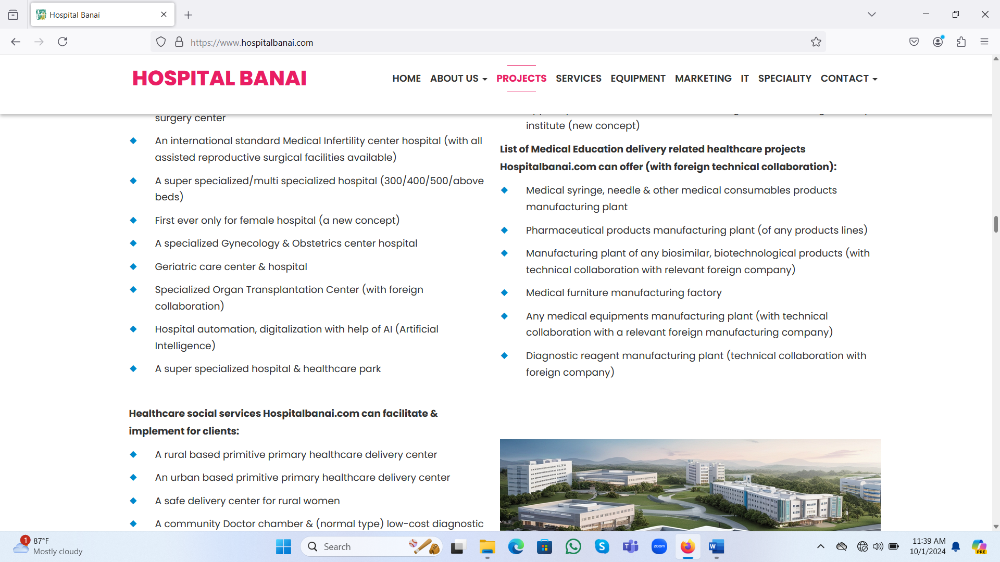 Hospital Banai
https://www.hospitalbanai.com
HOSPITAL BANAI
HOME ABOUT US PROJECTS SERVICES EQUIPMENT MARKETING IT SPECIALITY CONTACT
surgery center
An international standard Medical Infertility center hospital (with all
assisted reproductive surgical facilities available)
A super specialized/multi specialized hospital (300/400/500/above
beds)
First ever only for female hospital (a new concept)
A specialized Gynecology & Obstetrics center hospital
Geriatric care center & hospital
Specialized Organ Transplantation Center (with foreign
collaboration)
Hospital automation, digitalization with help of AI (Artificial
Intelligence)
A super specialized hospital & healthcare park
Healthcare social services Hospitalbanai.com can facilitate &
implement for clients:
A rural based primitive primary healthcare delivery center
An urban based primitive primary healthcare delivery center
A safe delivery center for rural women
A community Doctor chamber & (normal type) low-cost diagnostic
institute (new concept)
List of Medical Education delivery related healthcare projects
Hospitalbanai.com can offer (with foreign technical collaboration):
Medical syringe, needle & other medical consumables products
manufacturing plant
Pharmaceutical products manufacturing plant (of any products lines)
Manufacturing plant of any biosimilar, biotechnological products (with
technical collaboration with relevant foreign company)
Medical furniture manufacturing factory
Any medical equipments manufacturing plant (with technical
collaboration with a relevant foreign manufacturing company)
Diagnostic reagent manufacturing plant (technical collaboration with
foreign company)
1
87°F
Mostly cloudy
Search
zoom
W
PRE
11:39 AM
10/1/2024